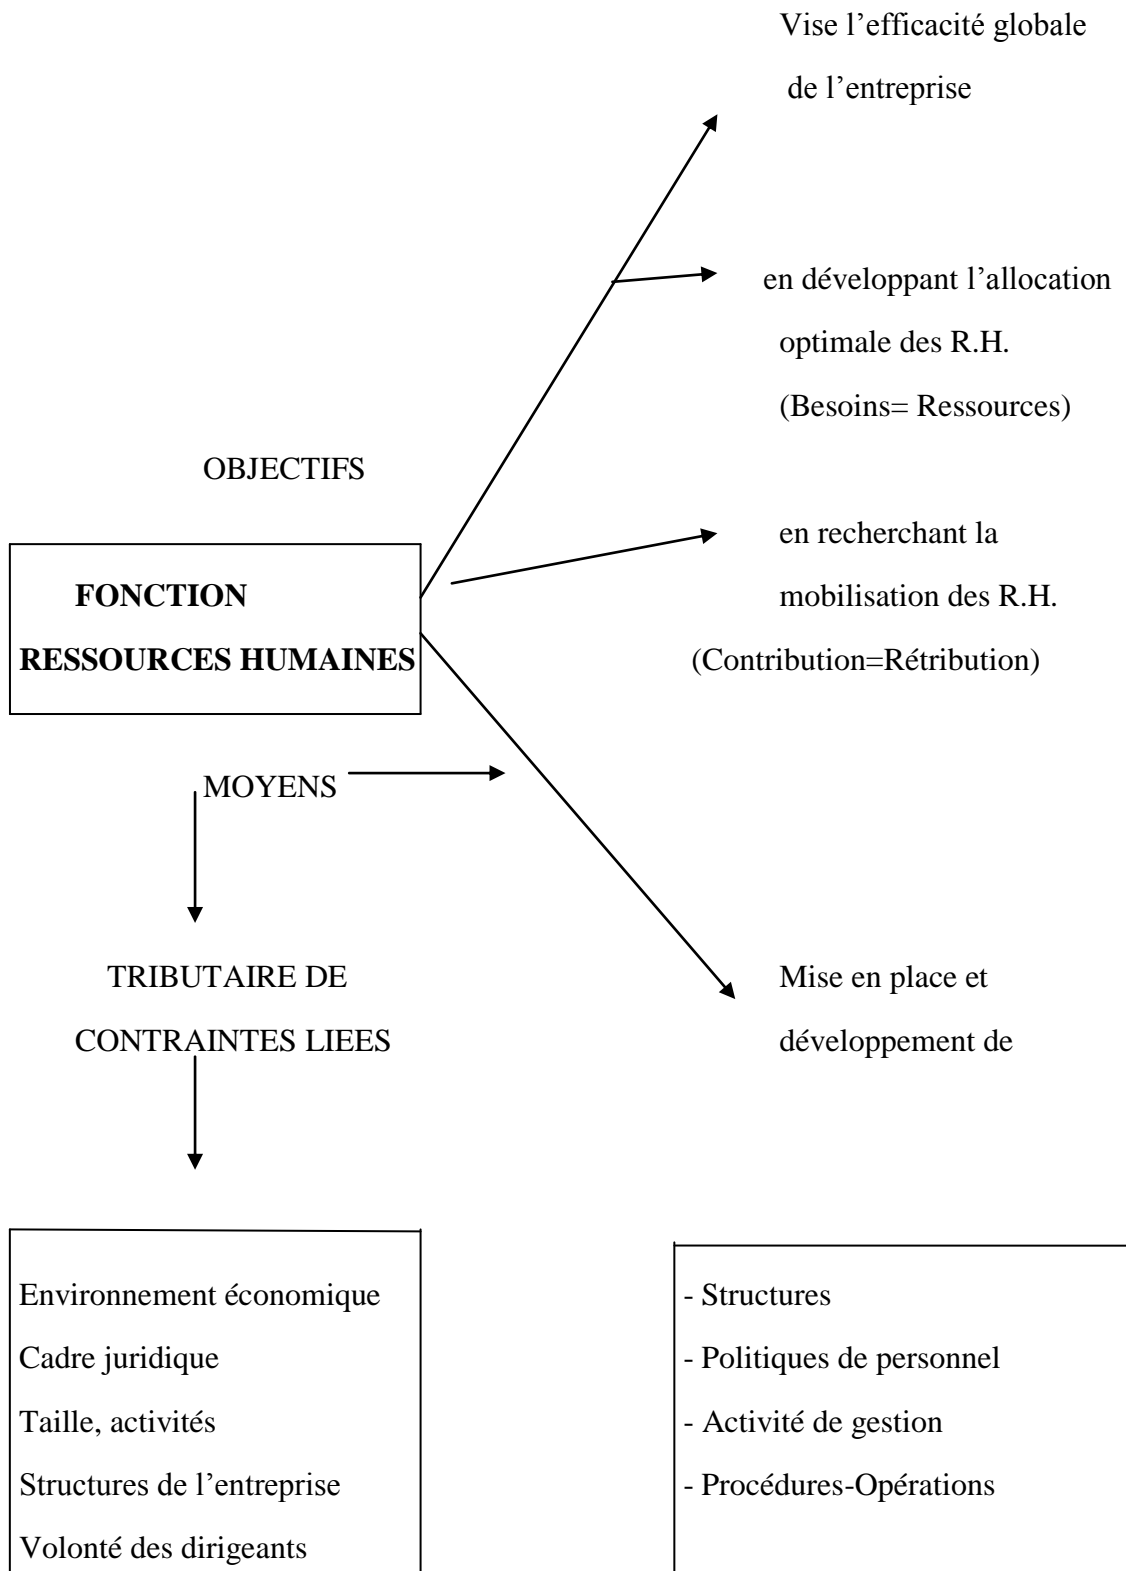 Vise l’efficacité globale
de l’entreprise
en développant l’allocation
optimale des R.H.
(Besoins= Ressources)
OBJECTIFS
en recherchant la
mobilisation des R.H.
(Contribution=Rétribution)
FONCTION
RESSOURCES HUMAINES
MOYENS
TRIBUTAIRE DE
CONTRAINTES LIEES
Mise en place et
développement de
Environnement économique
Cadre juridique
Taille, activités
Structures de l’entreprise
Volonté des dirigeants
- Structures
- Politiques de personnel
- Activité de gestion
- Procédures-Opérations